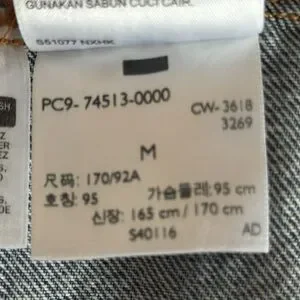 GUNAKAN SABUN CUCI CAIR.
PC9- 74513-0000
CW-3618
3269
M
尺码: 170/92A
호칭: 95
가슴둘레: 95 cm
신장: 165 cm / 170 cm
S40116
AD